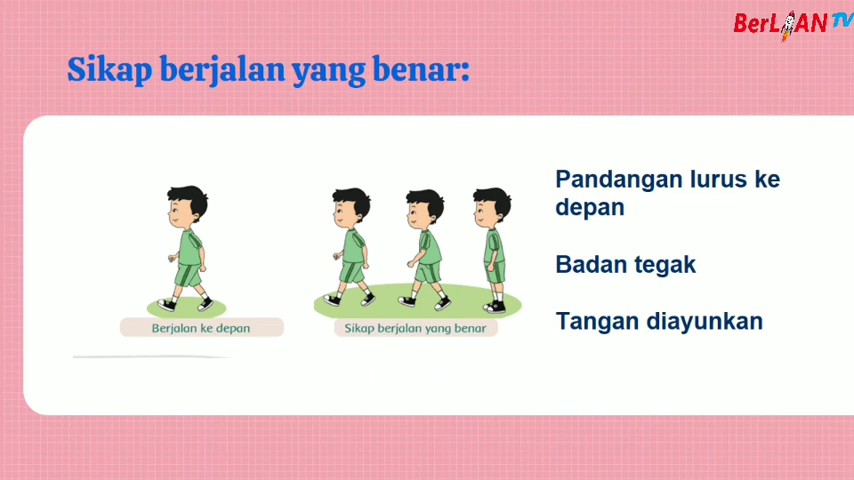 BerLIAN TV
Sikap berjalan yang benar:
Pandangan lurus ke
depan
Badan tegak
Tangan diayunkan
Berjalan ke depan
Sikap berjalan yang benar